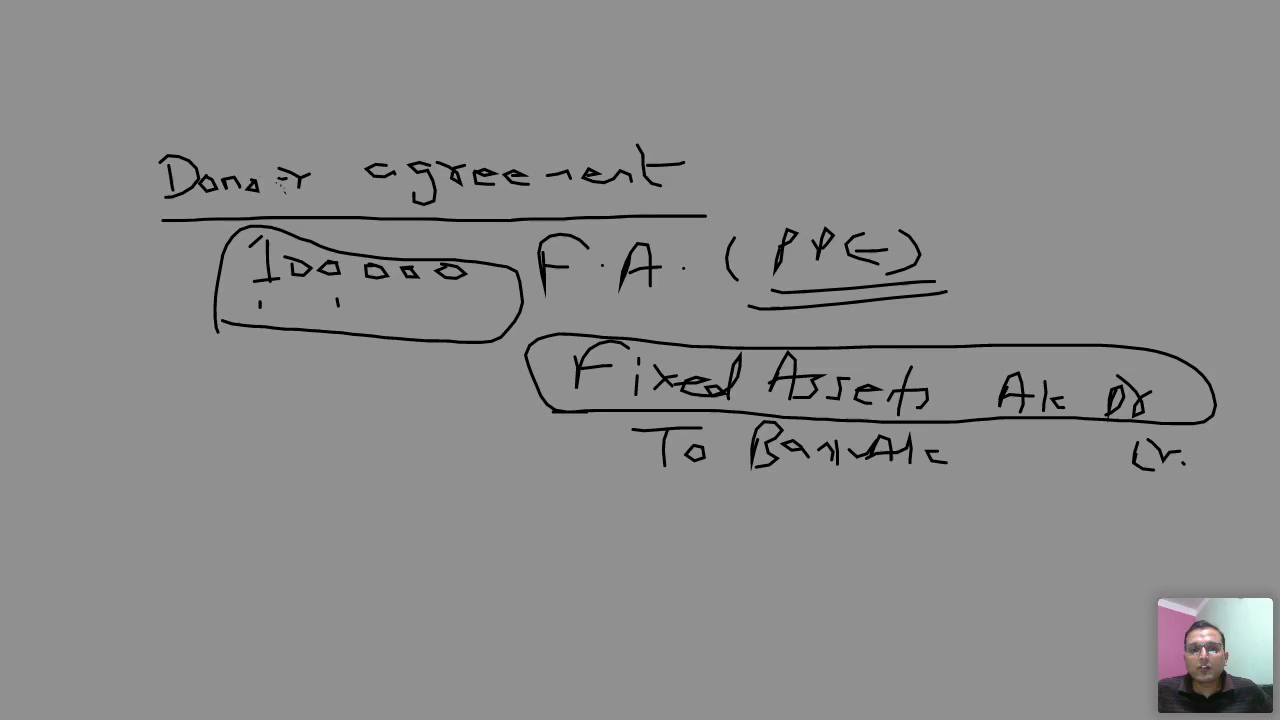 Donor agreement
100000 F.A. (PPE)
Fixed Assets A/c Dr
To Bank A/c Cr.